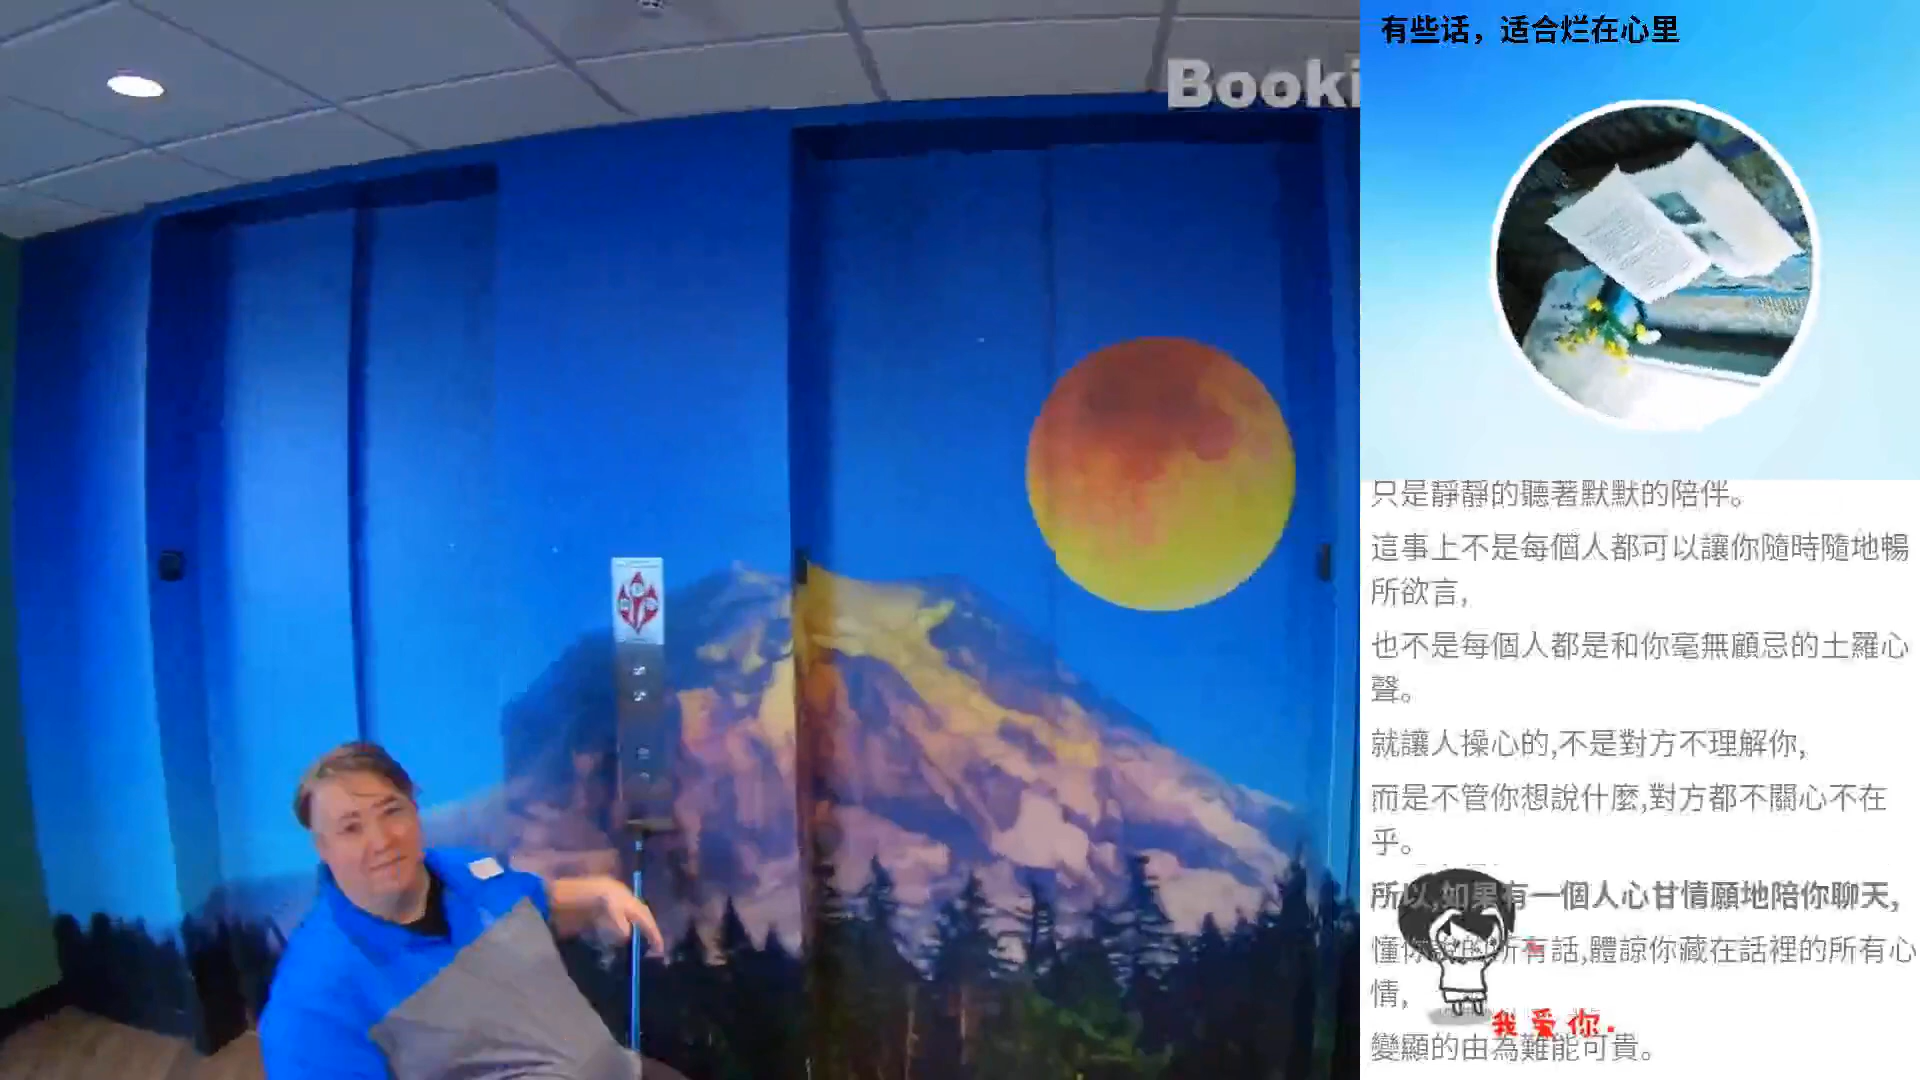 Booki
有些话，适合烂在心里
只是靜靜的聽著默默的陪伴。
這事上不是每個人都可以讓你隨時隨地暢
所欲言,
也不是每個人都是和你毫無顧忌的土羅心
聲。
就讓人操心的,不是對方不理解你,
而是不管你想說什麼,對方都不關心不在
乎。
所以,如果有一個人心甘情願地陪你聊天,
懂你說的所有話,體諒你藏在話裡的所有心
情,
我爱你.
變顯的由為難能可貴。